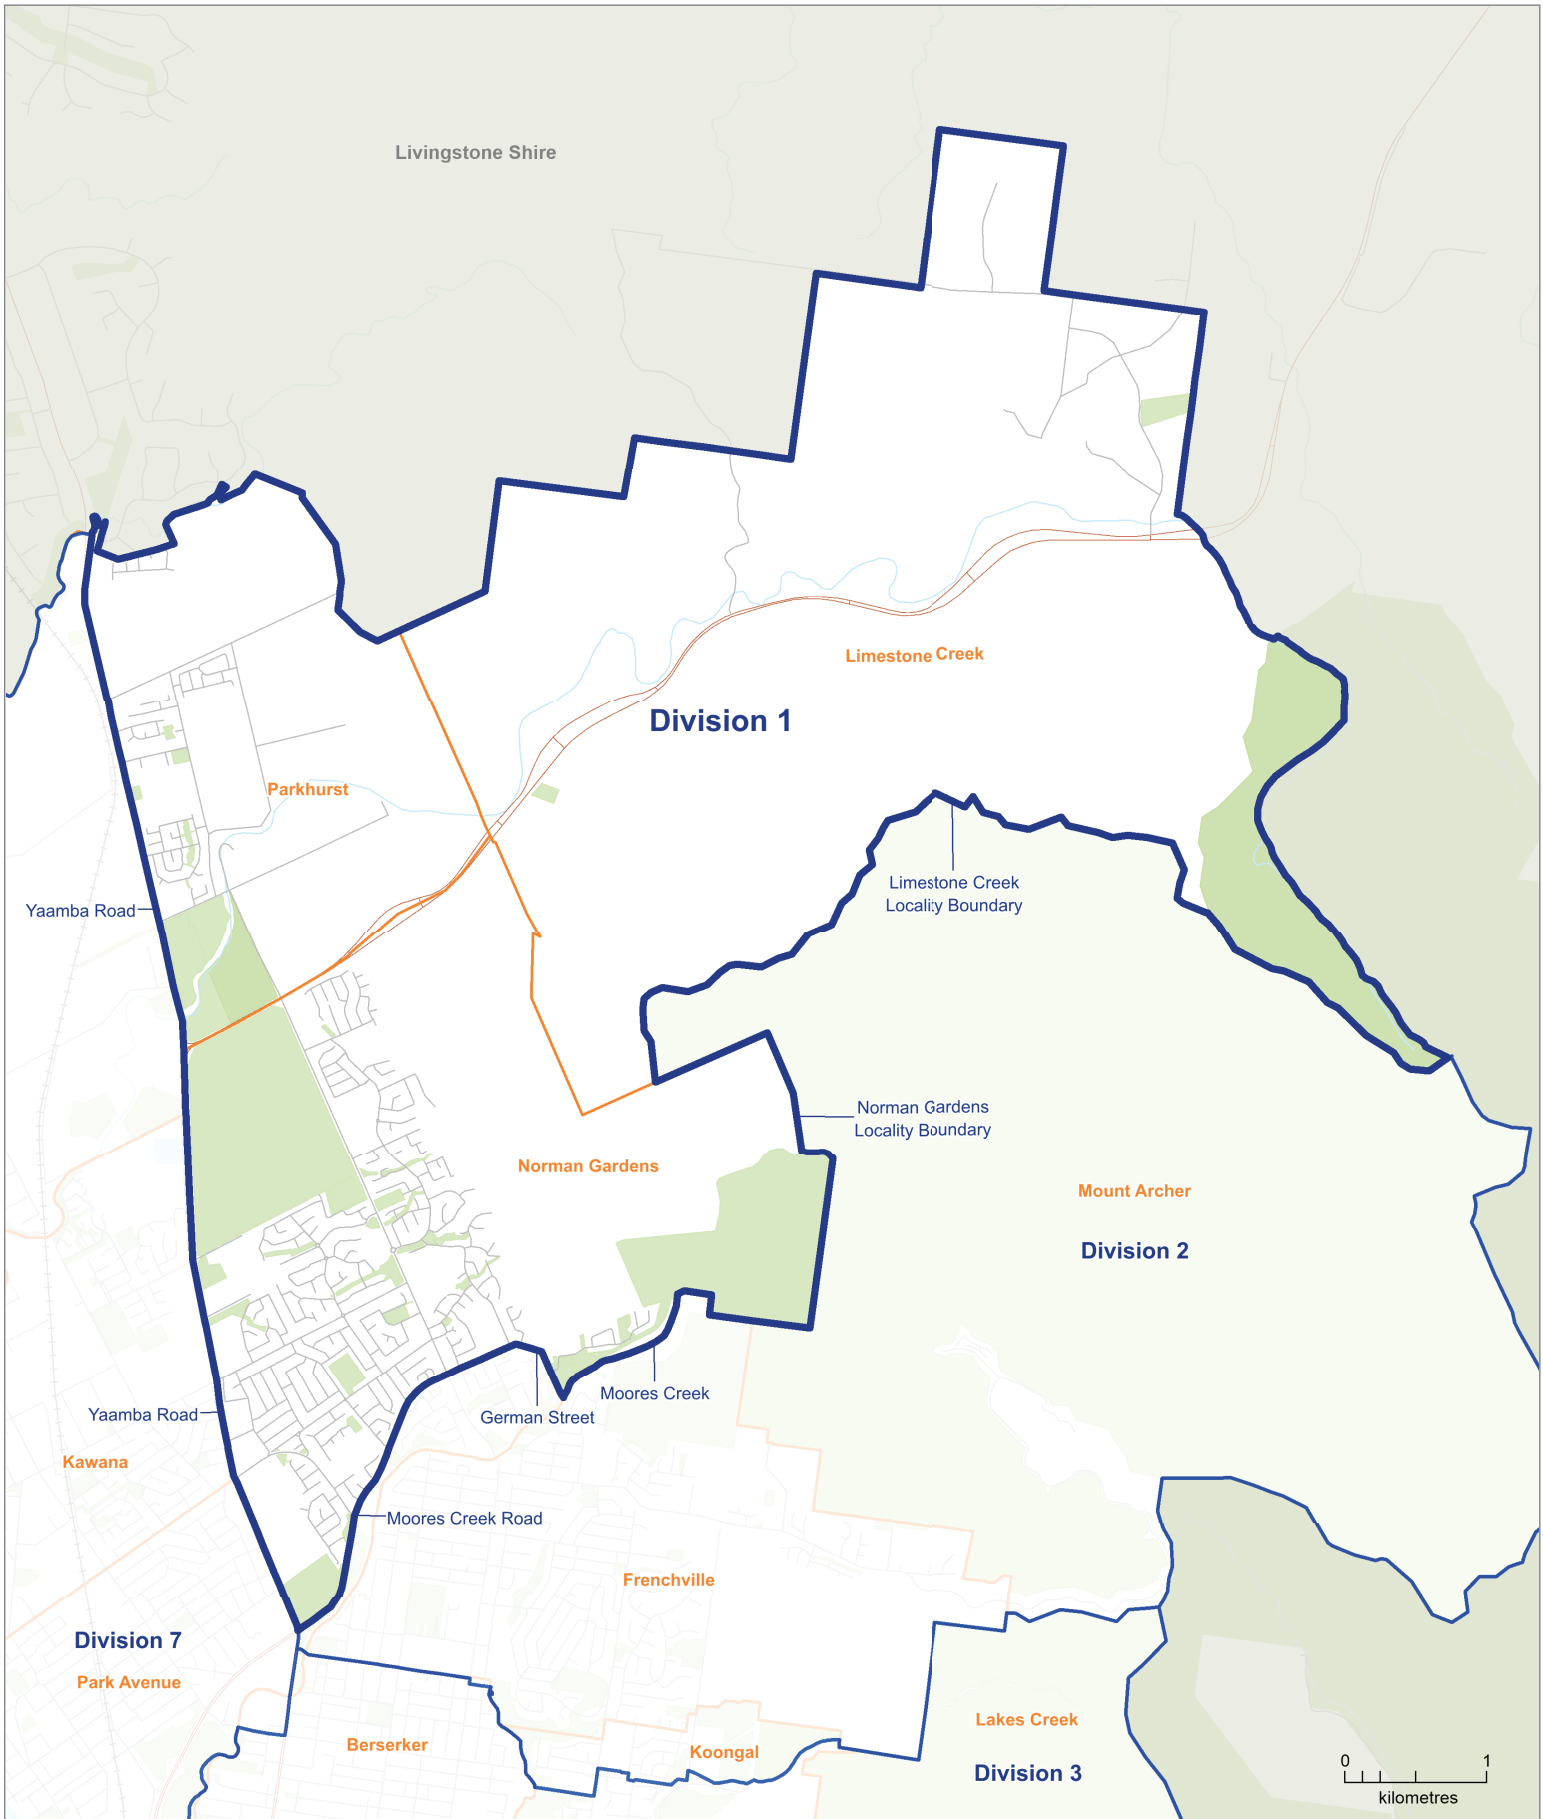 Livingstone Shire
Limestone Creek
Division 1
Parkhurst
Limestone Creek
Locality Boundary
Yaamba Road
Norman Gardens
Locality Boundary
Norman Gardens
Mount Archer
Division 2
Moores Creek
German Street
Yaamba Road
Kawana
Moores Creek Road
Frenchville
Division 7
Park Avenue
Lakes Creek
Berserker
Koongal
Division 3
0 1
kilometres